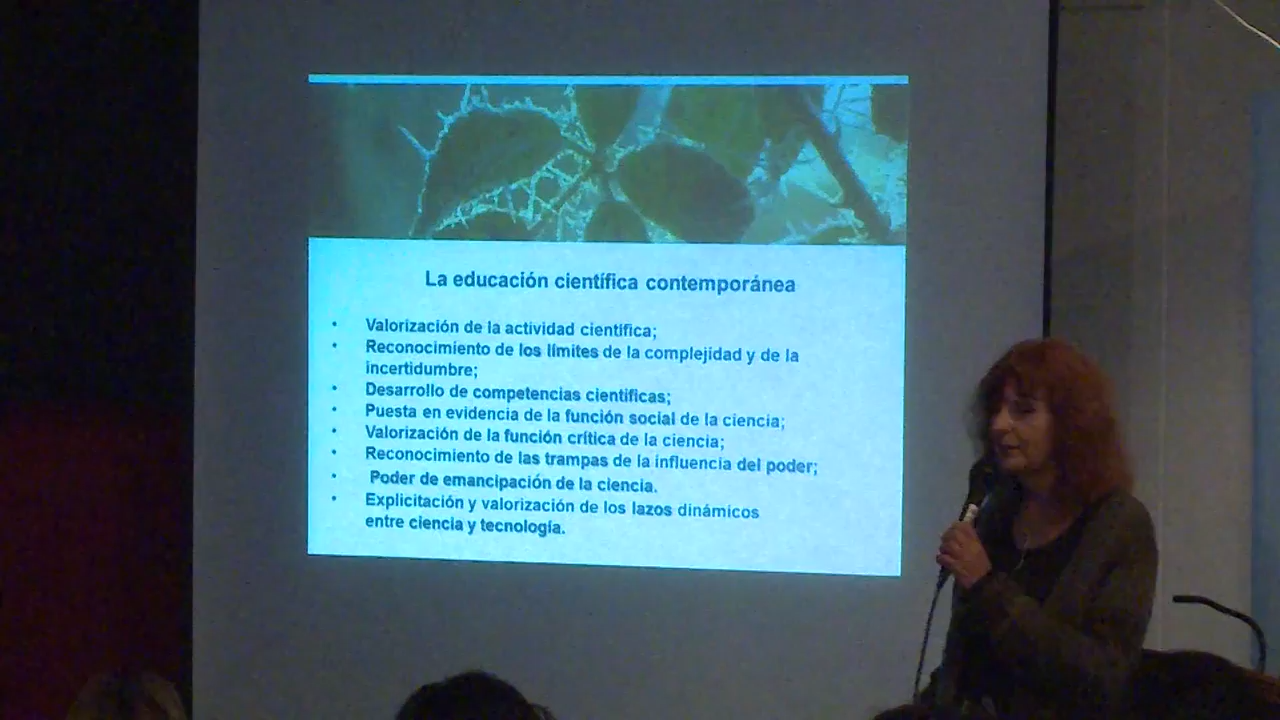 La educación científica contemporánea
• Valorización de la actividad científica;
• Reconocimiento de los límites de la complejidad y de la
incertidumbre;
• Desarrollo de competencias científicas;
• Puesta en evidencia de la función social de la ciencia;
• Valorización de la función crítica de la ciencia;
• Reconocimiento de las trampas de la influencia del poder;
• Poder de emancipación de la ciencia.
• Explicitación y valorización de los lazos dinámicos
entre ciencia y tecnología.